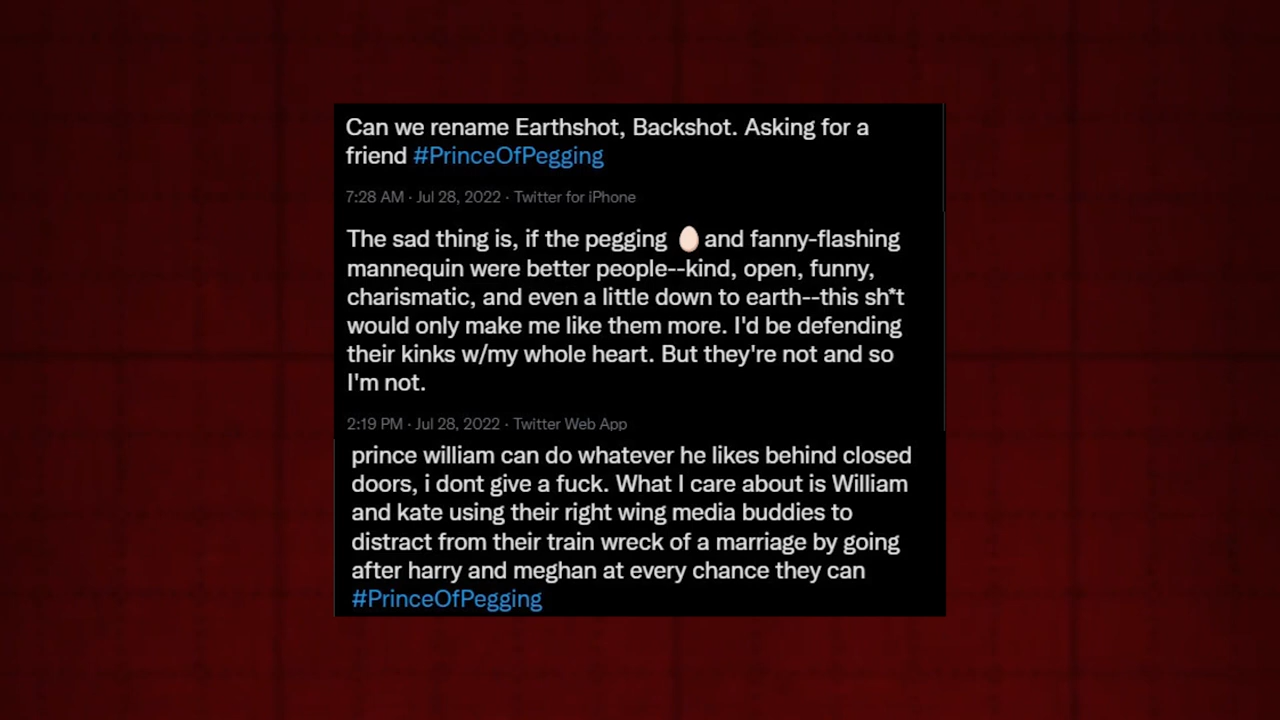 Can we rename Earthshot, Backshot. Asking for a
friend #PrinceOfPegging
7:28 AM · Jul 28, 2022 · Twitter for iPhone
The sad thing is, if the pegging 🥚 and fanny-flashing
mannequin were better people--kind, open, funny,
charismatic, and even a little down to earth--this sh*t
would only make me like them more. I'd be defending
their kinks w/my whole heart. But they're not and so
I'm not.
2:19 PM · Jul 28, 2022 · Twitter Web App
prince william can do whatever he likes behind closed
doors, i dont give a fuck. What I care about is William
and kate using their right wing media buddies to
distract from their train wreck of a marriage by going
after harry and meghan at every chance they can
#PrinceOfPegging